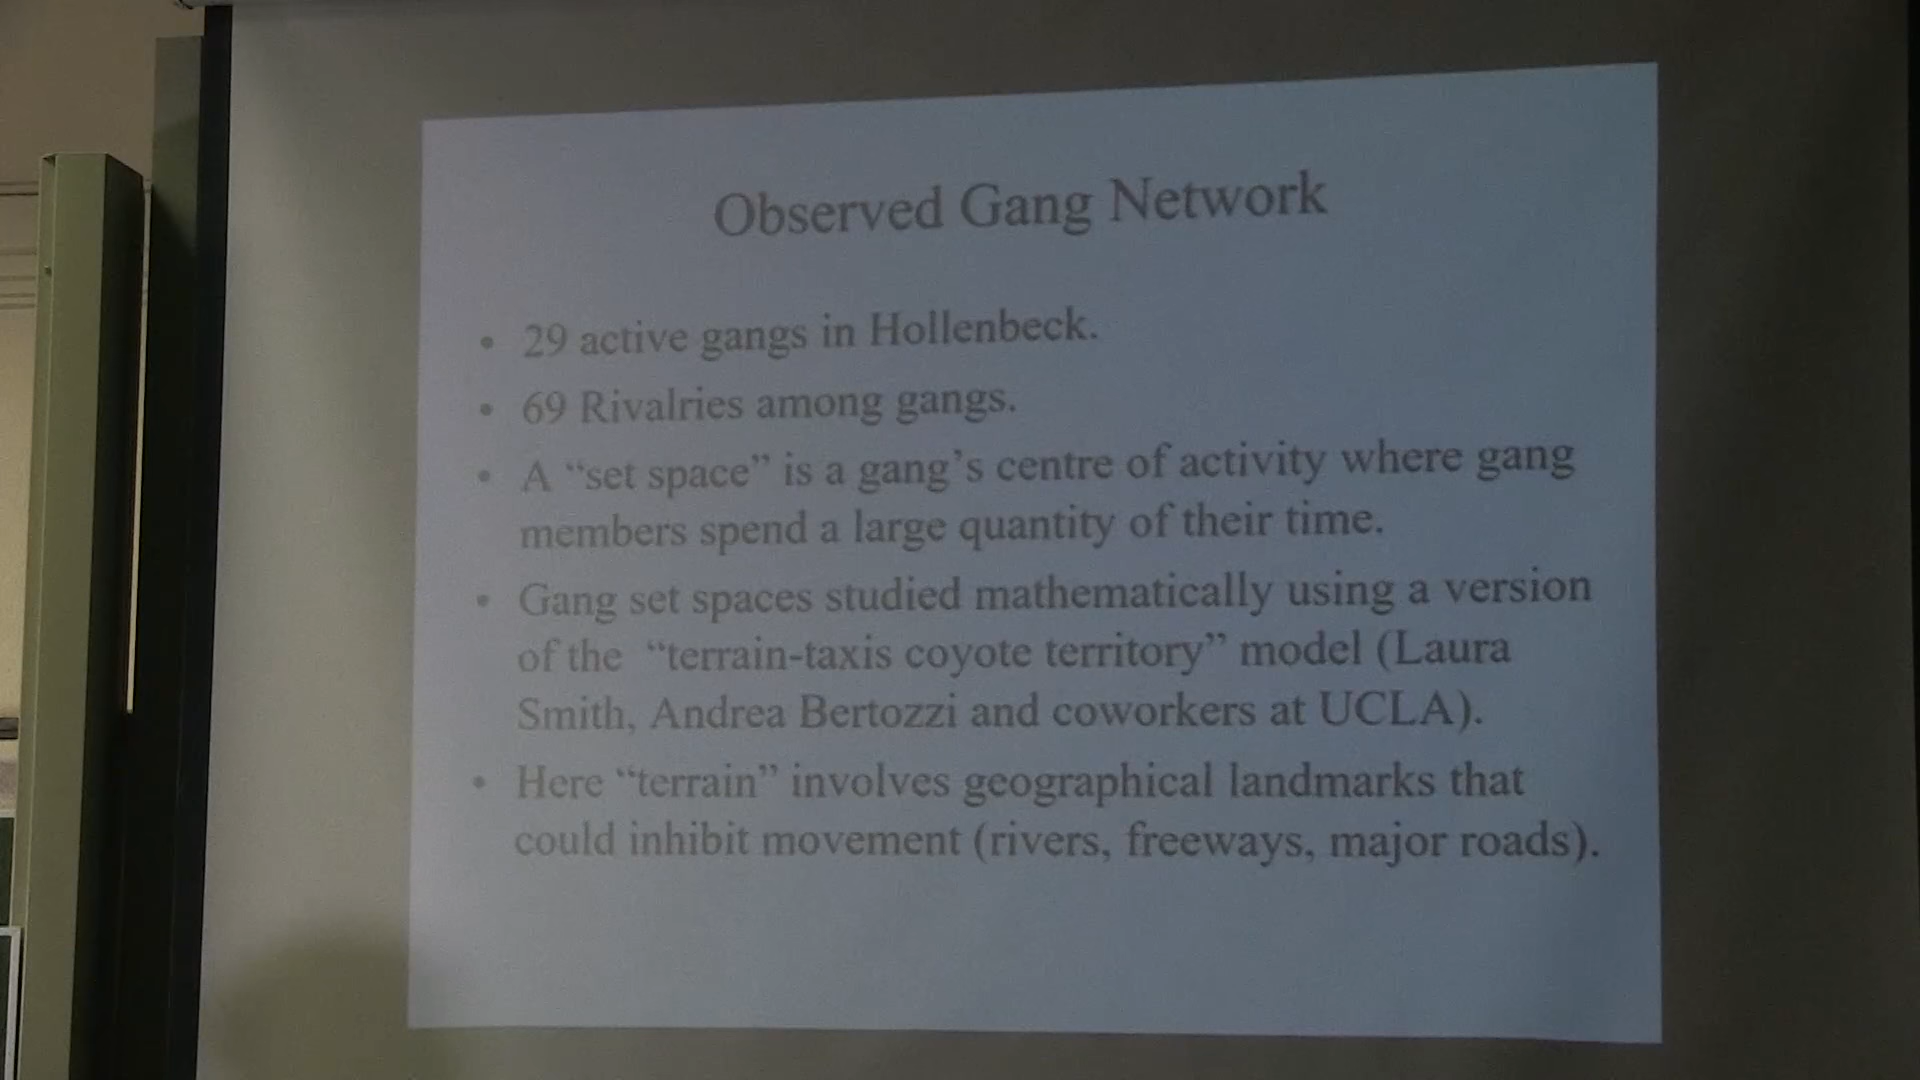 Observed Gang Network
• 29 active gangs in Hollenbeck.
• 69 Rivalries among gangs.
• A “set space” is a gang’s centre of activity where gang
members spend a large quantity of their time.
• Gang set spaces studied mathematically using a version
of the “terrain-taxis coyote territory” model (Laura
Smith, Andrea Bertozzi and coworkers at UCLA).
• Here “terrain” involves geographical landmarks that
could inhibit movement (rivers, freeways, major roads).